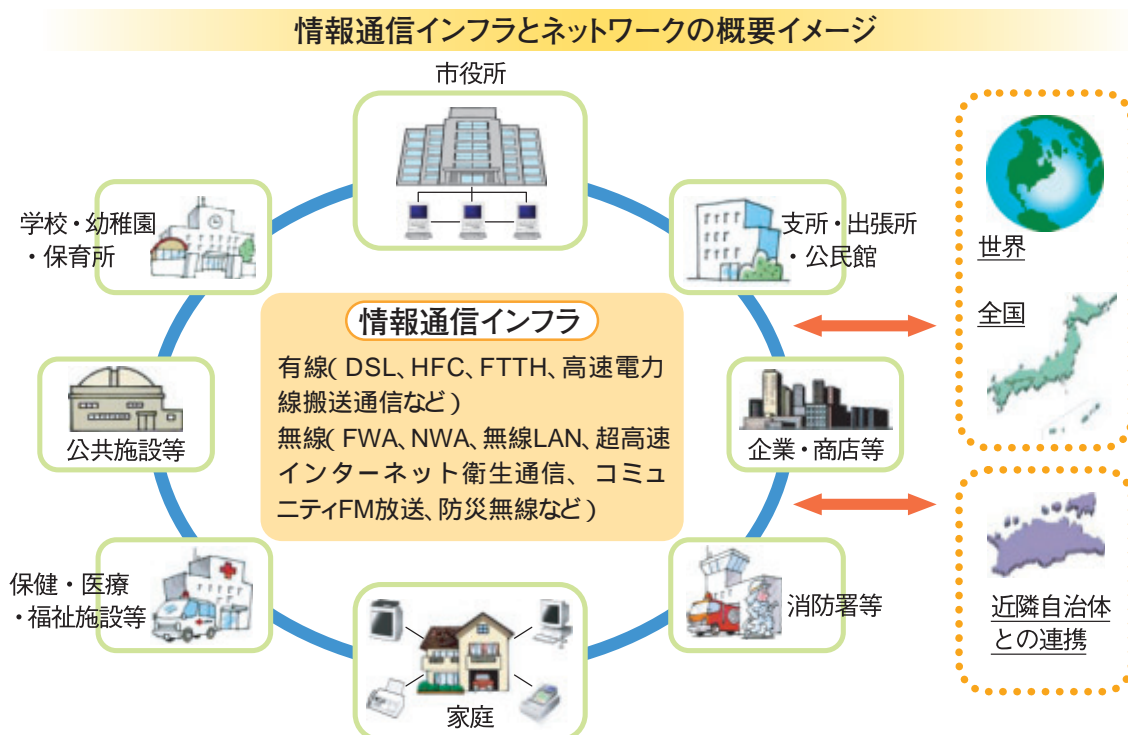 情報通信インフラとネットワークの概要イメージ
市役所
学校・幼稚園
・保育所
支所・出張所
・公民館
世界
全国
情報通信インフラ
有線( DSL、HFC、FTTH、高速電力
線搬送通信など)
無線( FWA、NWA、無線LAN、超高速
インターネット衛生通信、コミュ
ニティFM放送、防災無線など)
公共施設等
企業・商店等
保健・医療
・福祉施設等
消防署等
近隣自治体
との連携
家庭